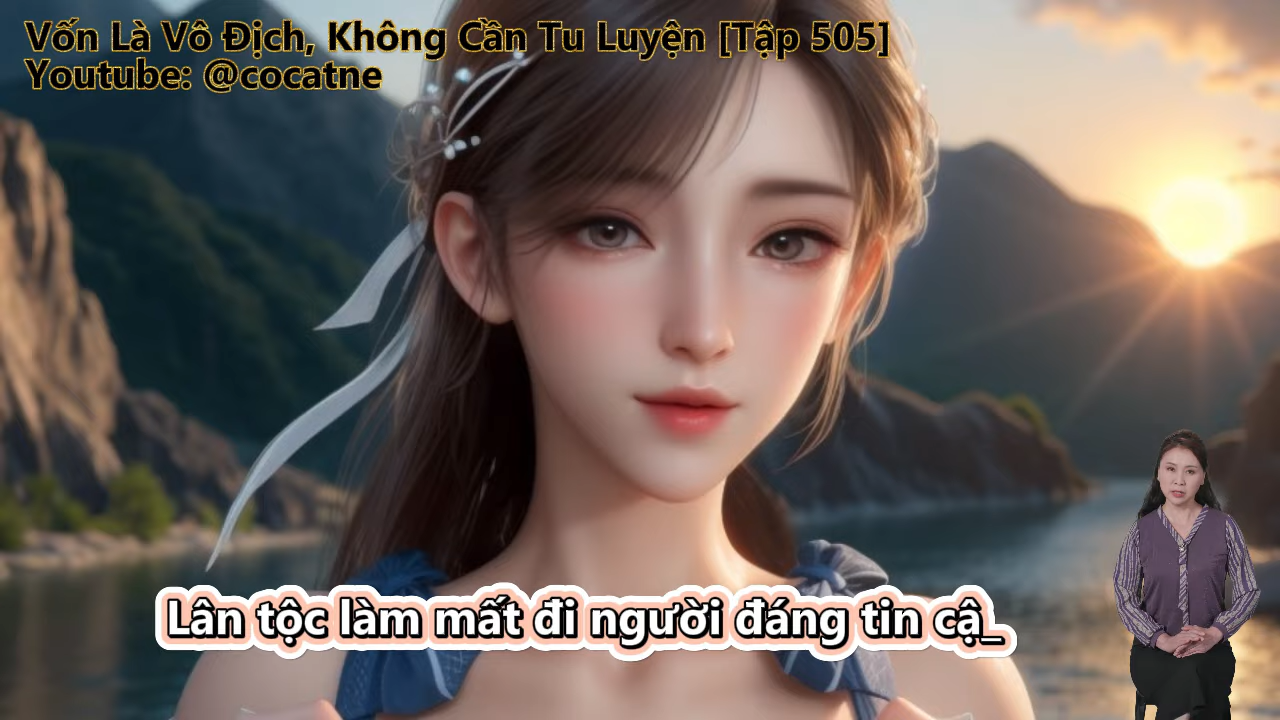 Vốn Là Vô Địch, Không Cần Tu Luyện [Tập 505]
Youtube: @cocatne
Lân tộc làm mất đi người đáng tin cậ_